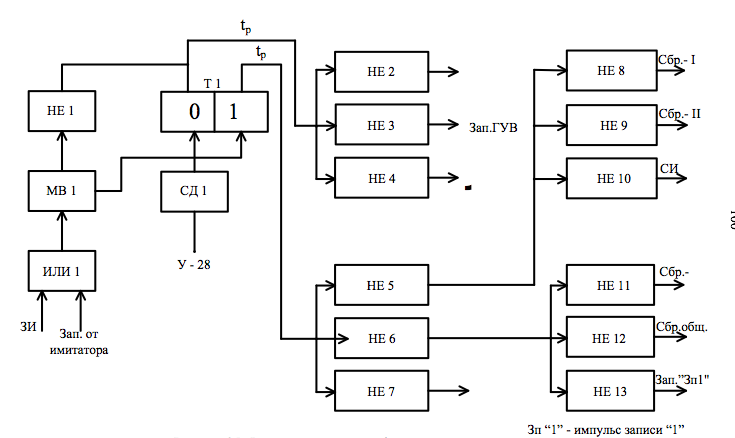 tр
tр
Т 1
НЕ 1
0 1
НЕ 2
НЕ 3
НЕ 4
Зап.ГУВ
НЕ 8
Сбр.- I
НЕ 9
Сбр.- II
НЕ 10
СИ
МВ 1
СД 1
У - 28
ИЛИ 1
ЗИ
Зап. от
имитатора
НЕ 5
НЕ 6
НЕ 7
НЕ 11
Сбр.-
НЕ 12
Сбр.общ.
НЕ 13
Зап."Зп1"
Зп “1” - импульс записи “1”